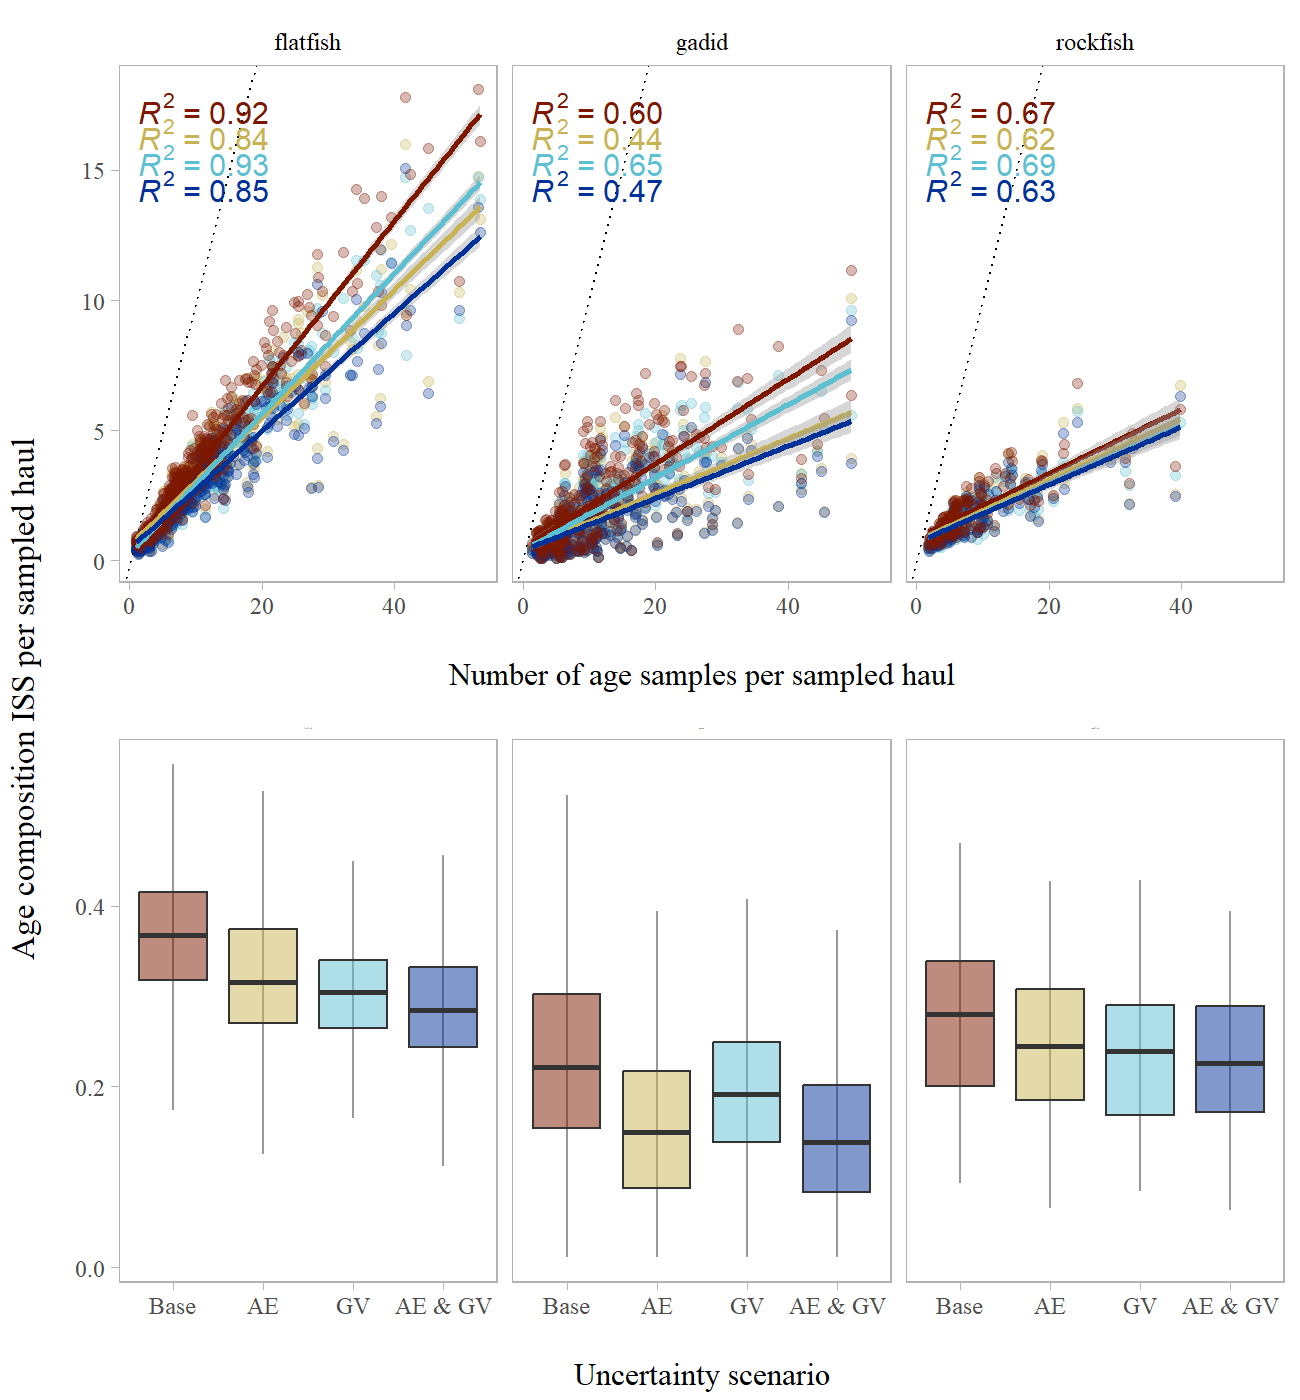 flatfish gadid rockfish
R² = 0.92 R² = 0.60 R² = 0.67
R² = 0.84 R² = 0.44 R² = 0.62
R² = 0.93 R² = 0.65 R² = 0.69
R² = 0.85 R² = 0.47 R² = 0.63
15
10
5
0
0 20 40 0 20 40 0 20 40
Number of age samples per sampled haul
Age composition ISS per sampled haul
0.4
0.2
0.0
Base AE GV AE & GV Base AE GV AE & GV Base AE GV AE & GV
Uncertainty scenario